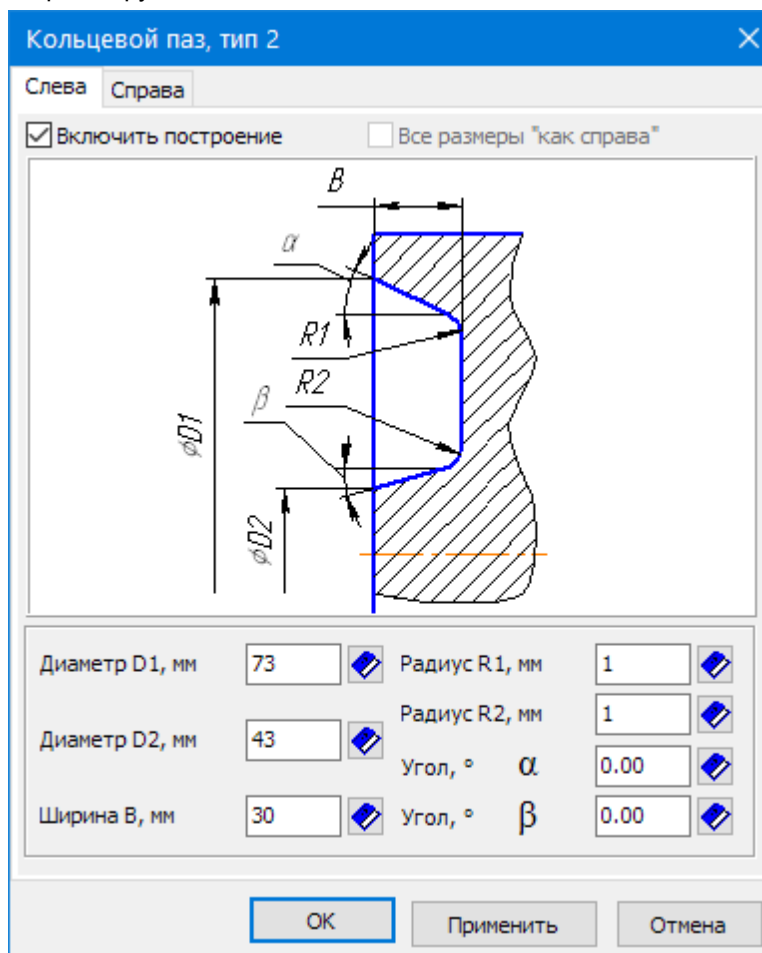 Кольцевой паз, тип 2
Слева Справа
Включить построение Все размеры "как справа"
B
α
R1
R2
β
⌀D1
⌀D2
Диаметр D1, мм 73 Радиус R1, мм 1
Радиус R2, мм 1
Диаметр D2, мм 43
Угол, ° α 0.00
Ширина B, мм 30 Угол, ° β 0.00
OK Применить Отмена